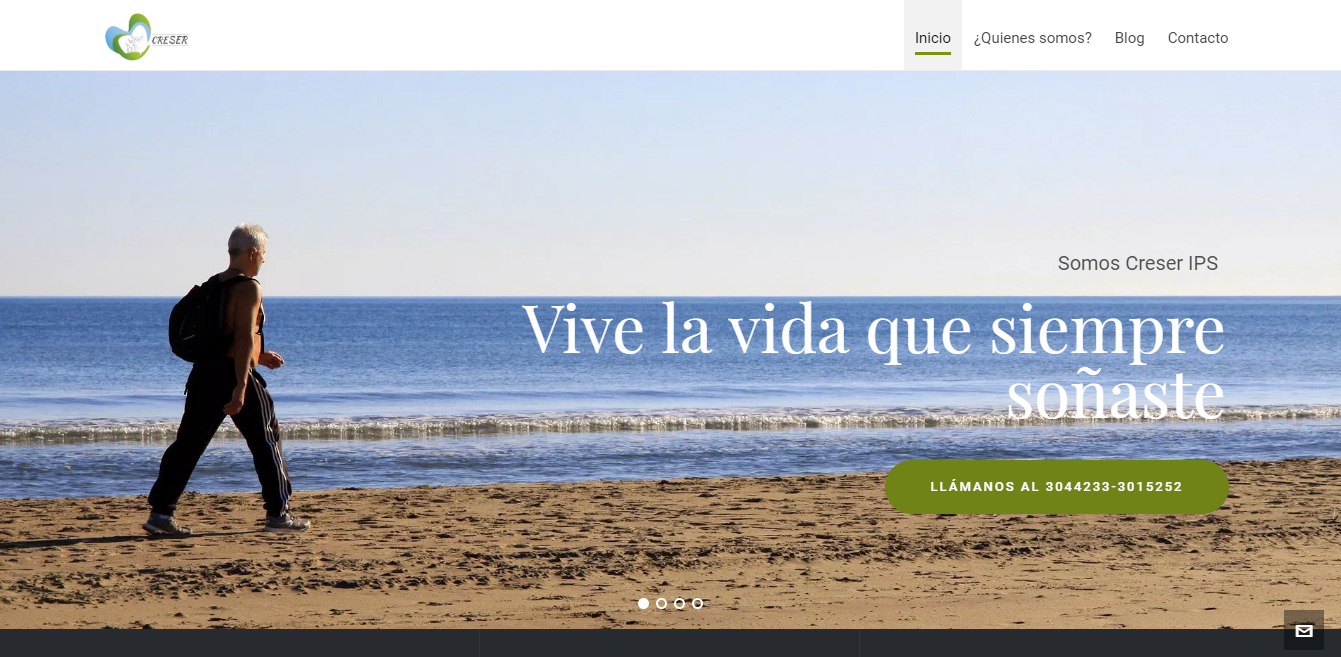 CRESER
Inicio
¿Quienes somos?
Blog
Contacto
Somos Creser IPS
Vive la vida que siempre
soñaste
LLÁMANOS AL 3044233-3015252